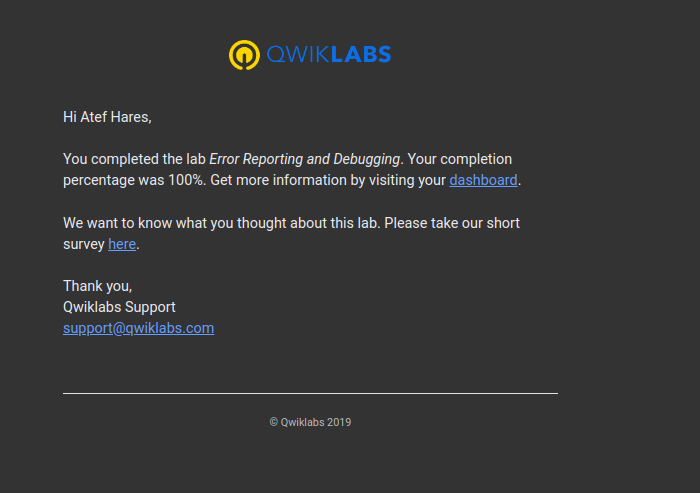 QWIKLABS
Hi Atef Hares,
You completed the lab Error Reporting and Debugging. Your completion
percentage was 100%. Get more information by visiting your dashboard.
We want to know what you thought about this lab. Please take our short
survey here.
Thank you,
Qwiklabs Support
support@qwiklabs.com
© Qwiklabs 2019